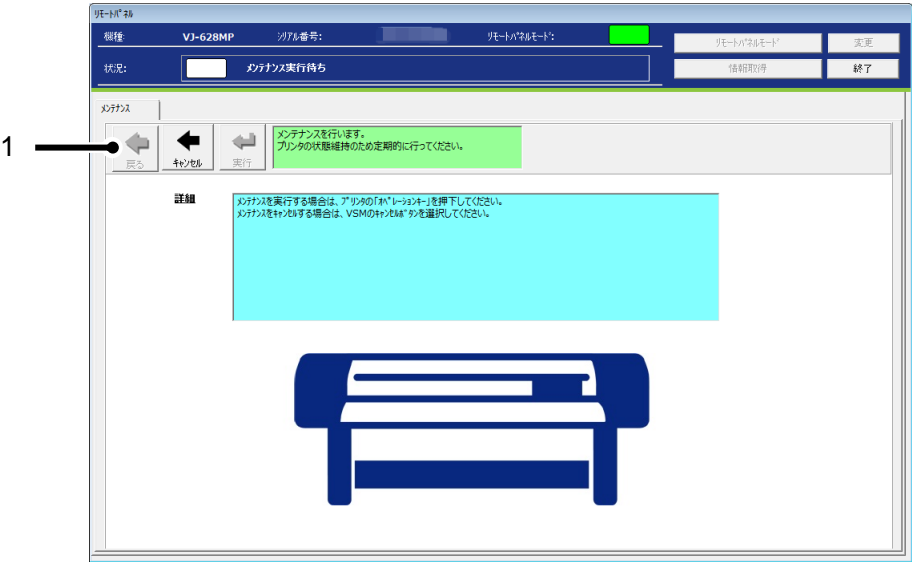 ﾘﾓｰﾄﾊﾟﾈﾙ
機種:
VJ-628MP
ｼﾘｱﾙ番号:
ﾘﾓｰﾄﾊﾟﾈﾙﾓｰﾄﾞ:
ﾘﾓｰﾄﾊﾟﾈﾙﾓｰﾄﾞ
変更
状況:
ﾒﾝﾃﾅﾝｽ実行待ち
情報取得
終了
ﾒﾝﾃﾅﾝｽ
1
戻る
ｷｬﾝｾﾙ
実行
メンテナンスを行います。
プリンタの状態維持のため定期的に行ってください。
詳細
ﾒﾝﾃﾅﾝｽを実行する場合は、ﾌﾟﾘﾝﾀの｢ｵﾍﾟﾚｰｼｮﾝｷｰ｣を押下してください。
ﾒﾝﾃﾅﾝｽをｷｬﾝｾﾙする場合は、VSMのｷｬﾝｾﾙﾎﾞﾀﾝを選択してください。